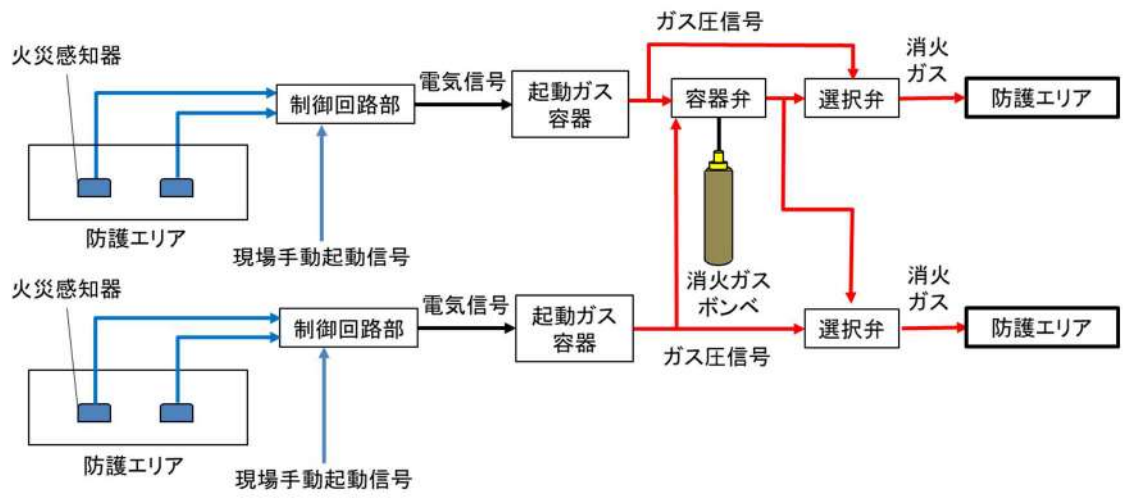 ガス圧信号
火災感知器
消火
ガス
電気信号
制御回路部
起動ガス
容器
容器弁
選択弁
防護エリア
防護エリア
現場手動起動信号
消火ガス
ボンベ
火災感知器
消火
ガス
電気信号
制御回路部
起動ガス
容器
選択弁
防護エリア
ガス圧信号
防護エリア
現場手動起動信号